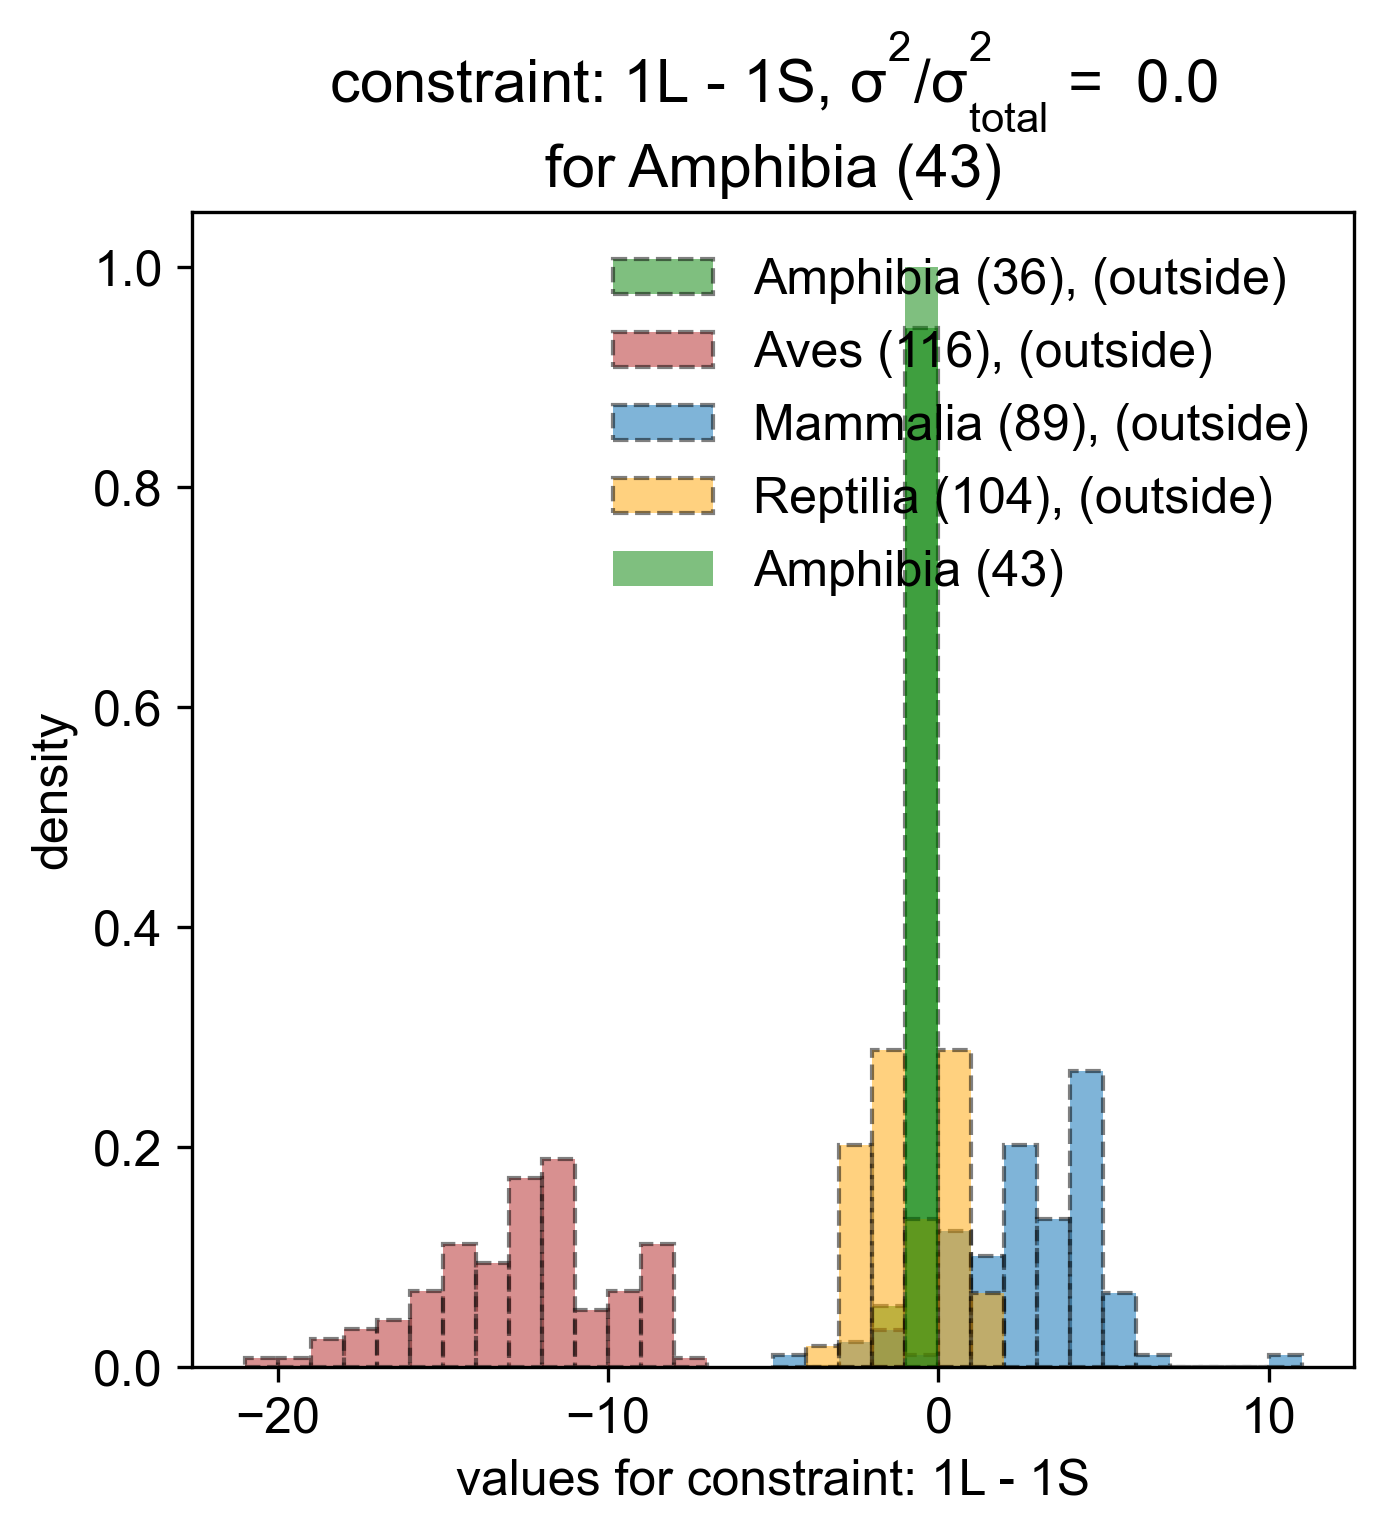 constraint: 1L - 1S, σ²/σ²total = 0.0
for Amphibia (43)
1.0
0.8
0.6
0.4
0.2
0.0
density
Amphibia (36), (outside)
Aves (116), (outside)
Mammalia (89), (outside)
Reptilia (104), (outside)
Amphibia (43)
−20
−10
0
10
values for constraint: 1L - 1S